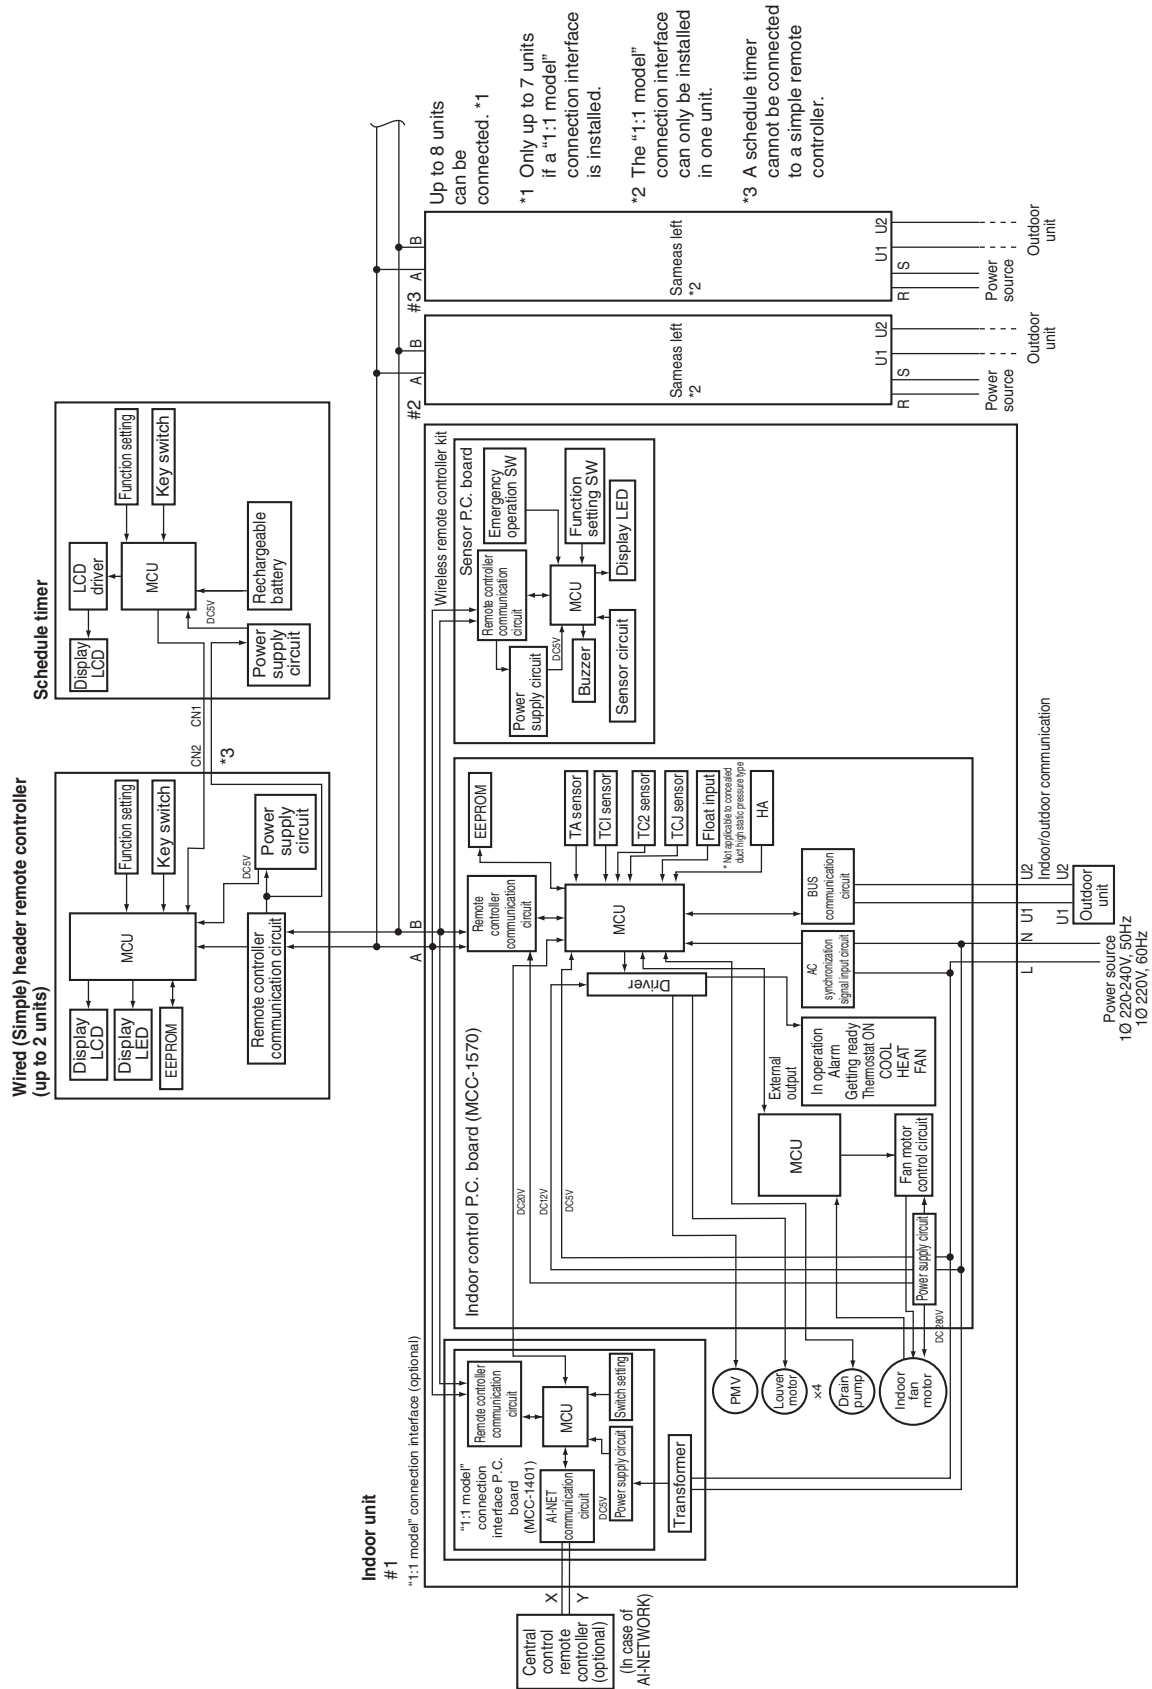 Wired (Simple) header remote controller
(up to 2 units)
Display
LCD
Display
LED
EEPROM
MCU
Function setting
Key switch
DC5V
Power
supply
circuit
Remote controller
communication circuit
CN2
CN1
*3
Schedule timer
Display
LCD
LCD
driver
MCU
Function setting
Key switch
DC5V
Power
supply
circuit
Rechargeable
battery
Indoor unit
#1
"1:1 model" connection interface (optional)
"1:1 model"
connection
interface P.C.
board
(MCC-1401)
Remote controller
communication
circuit
MCU
AI-NET
communication
circuit
Switch setting
DC5V
Power supply circuit
Transformer
Central
control
remote
controller
(optional)
X
Y
(In case of
AI-NETWORK)
Indoor control P.C. board (MCC-1570)
A
B
Remote
controller
communication
circuit
EEPROM
TA sensor
TCI sensor
TC2 sensor
TCJ sensor
Float input
* Not applicable to concealed
duct high static pressure type
HA
MCU
Driver
DC20V
DC12V
DC5V
BUS
communication
circuit
AC
synchronization
signal input circuit
External
output
In operation
Alarm
Getting ready
Thermostat ON
COOL
HEAT
FAN
MCU
Fan motor
control circuit
Power supply circuit
DC 280V
PMV
Louver
motor
×4
Drain
pump
Indoor
fan
motor
Wireless remote controller kit
Sensor P.C. board
Remote controller
communication
circuit
Emergency
operation SW
Power
supply circuit
DC5V
MCU
Function
setting SW
Display LED
Buzzer
Sensor circuit
L
N
U1
U2
Indoor/outdoor communication
U1
U2
Outdoor
unit
Power source
1Ø 220-240V, 50Hz
1Ø 220V, 60Hz
#2
A
B
Sameas left
*2
R
S
U1
U2
Power
source
Outdoor
unit
#3
A
B
Sameas left
*2
R
S
U1
U2
Power
source
Outdoor
unit
Up to 8 units
can be
connected. *1
*1 Only up to 7 units
if a "1:1 model"
connection interface
is installed.
*2 The "1:1 model"
connection interface
can only be installed
in one unit.
*3 A schedule timer
cannot be connected
to a simple remote
controller.